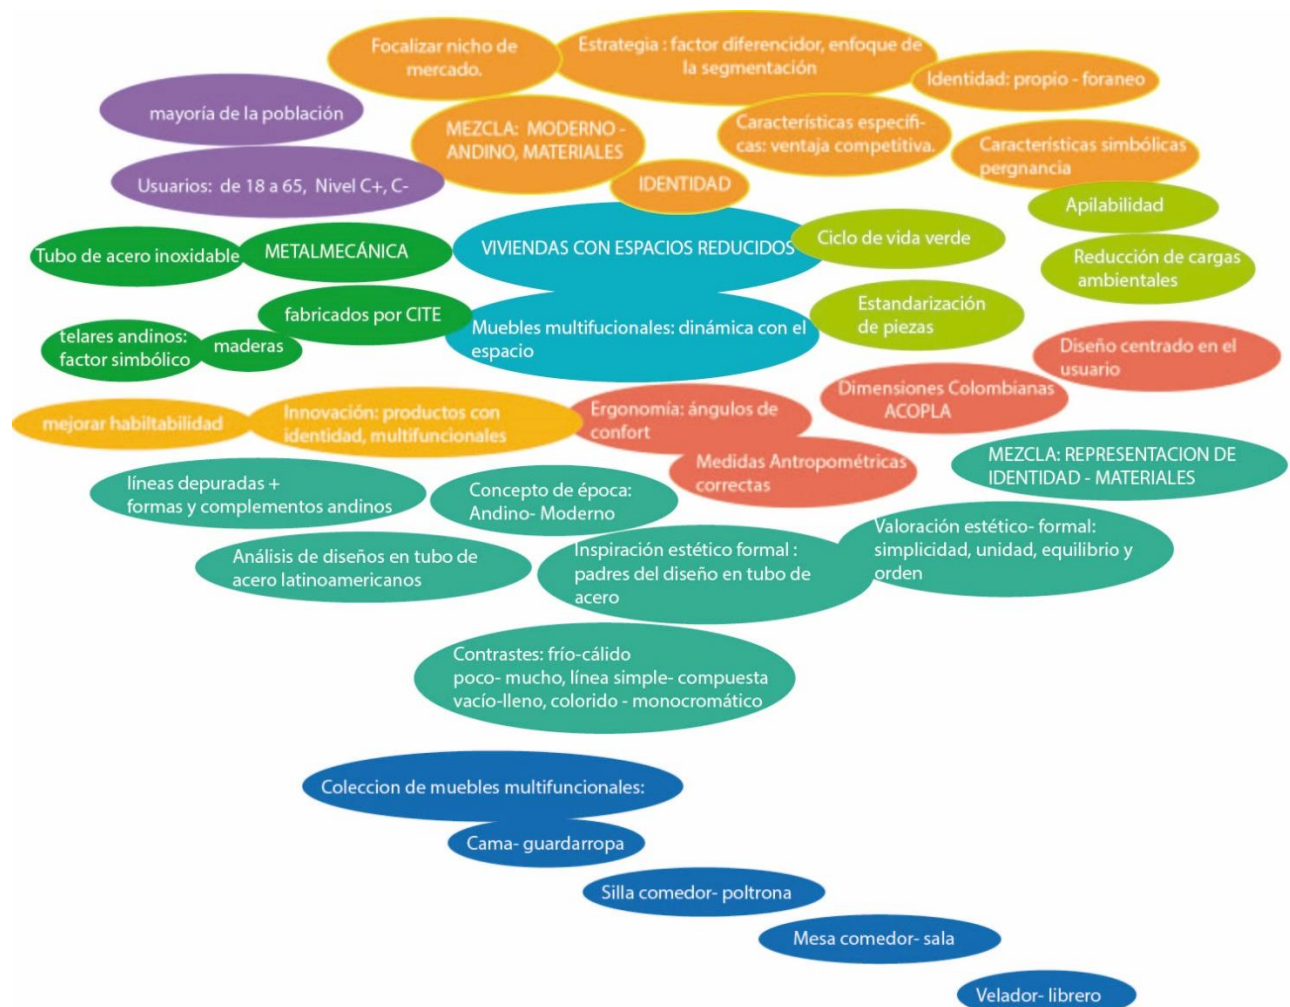 Focalizar nicho de
mercado.
Estrategia : factor diferencidor, enfoque de
la segmentación
Identidad: propio - foraneo
mayoría de la población
MEZCLA:  MODERNO -
ANDINO, MATERIALES
Características específi-
cas: ventaja competitiva.
Características simbólicas
pergnancia
Usuarios:  de 18 a 65,  Nivel C+, C-
IDENTIDAD
Apilabilidad
Tubo de acero inoxidable
METALMECÁNICA
VIVIENDAS CON ESPACIOS REDUCIDOS
Ciclo de vida verde
Reducción de cargas
ambientales
fabricados por CITE
Estandarización
de piezas
telares andinos:
factor simbólico
maderas
Muebles multifucionales: dinámica con el
espacio
Diseño centrado en el
usuario
Dimensiones Colombianas
ACOPLA
mejorar habiltabilidad
Innovación: productos con
identidad, multifuncionales
Ergonomía: ángulos de
confort
Medidas Antropométricas
correctas
MEZCLA: REPRESENTACION DE
IDENTIDAD - MATERIALES
líneas depuradas +
formas y complementos andinos
Concepto de época:
Andino- Moderno
Valoración estético- formal:
simplicidad, unidad, equilibrio y
orden
Análisis de diseños en tubo de
acero latinoamericanos
Inspiración estético formal :
padres del diseño en tubo de
acero
Contrastes: frío-cálido
poco- mucho, línea simple- compuesta
vacío-lleno, colorido - monocromático
Coleccion de muebles multifuncionales:
Cama- guardarropa
Silla comedor- poltrona
Mesa comedor- sala
Velador- librero